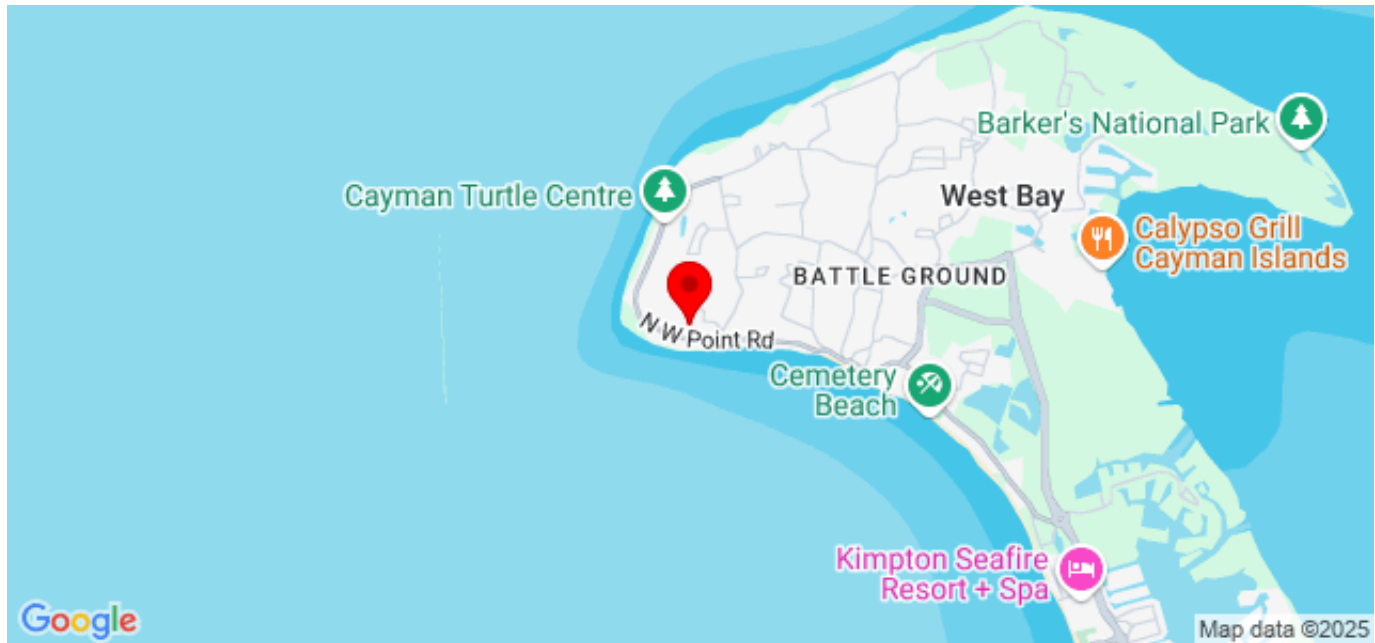 Barker's National Park
Cayman Turtle Centre
West Bay
Calypso Grill
Cayman Islands
BATTLE GROUND
N W Point Rd
Cemetery
Beach
Kimpton Seafire
Resort + Spa
Google
Map data ©2025